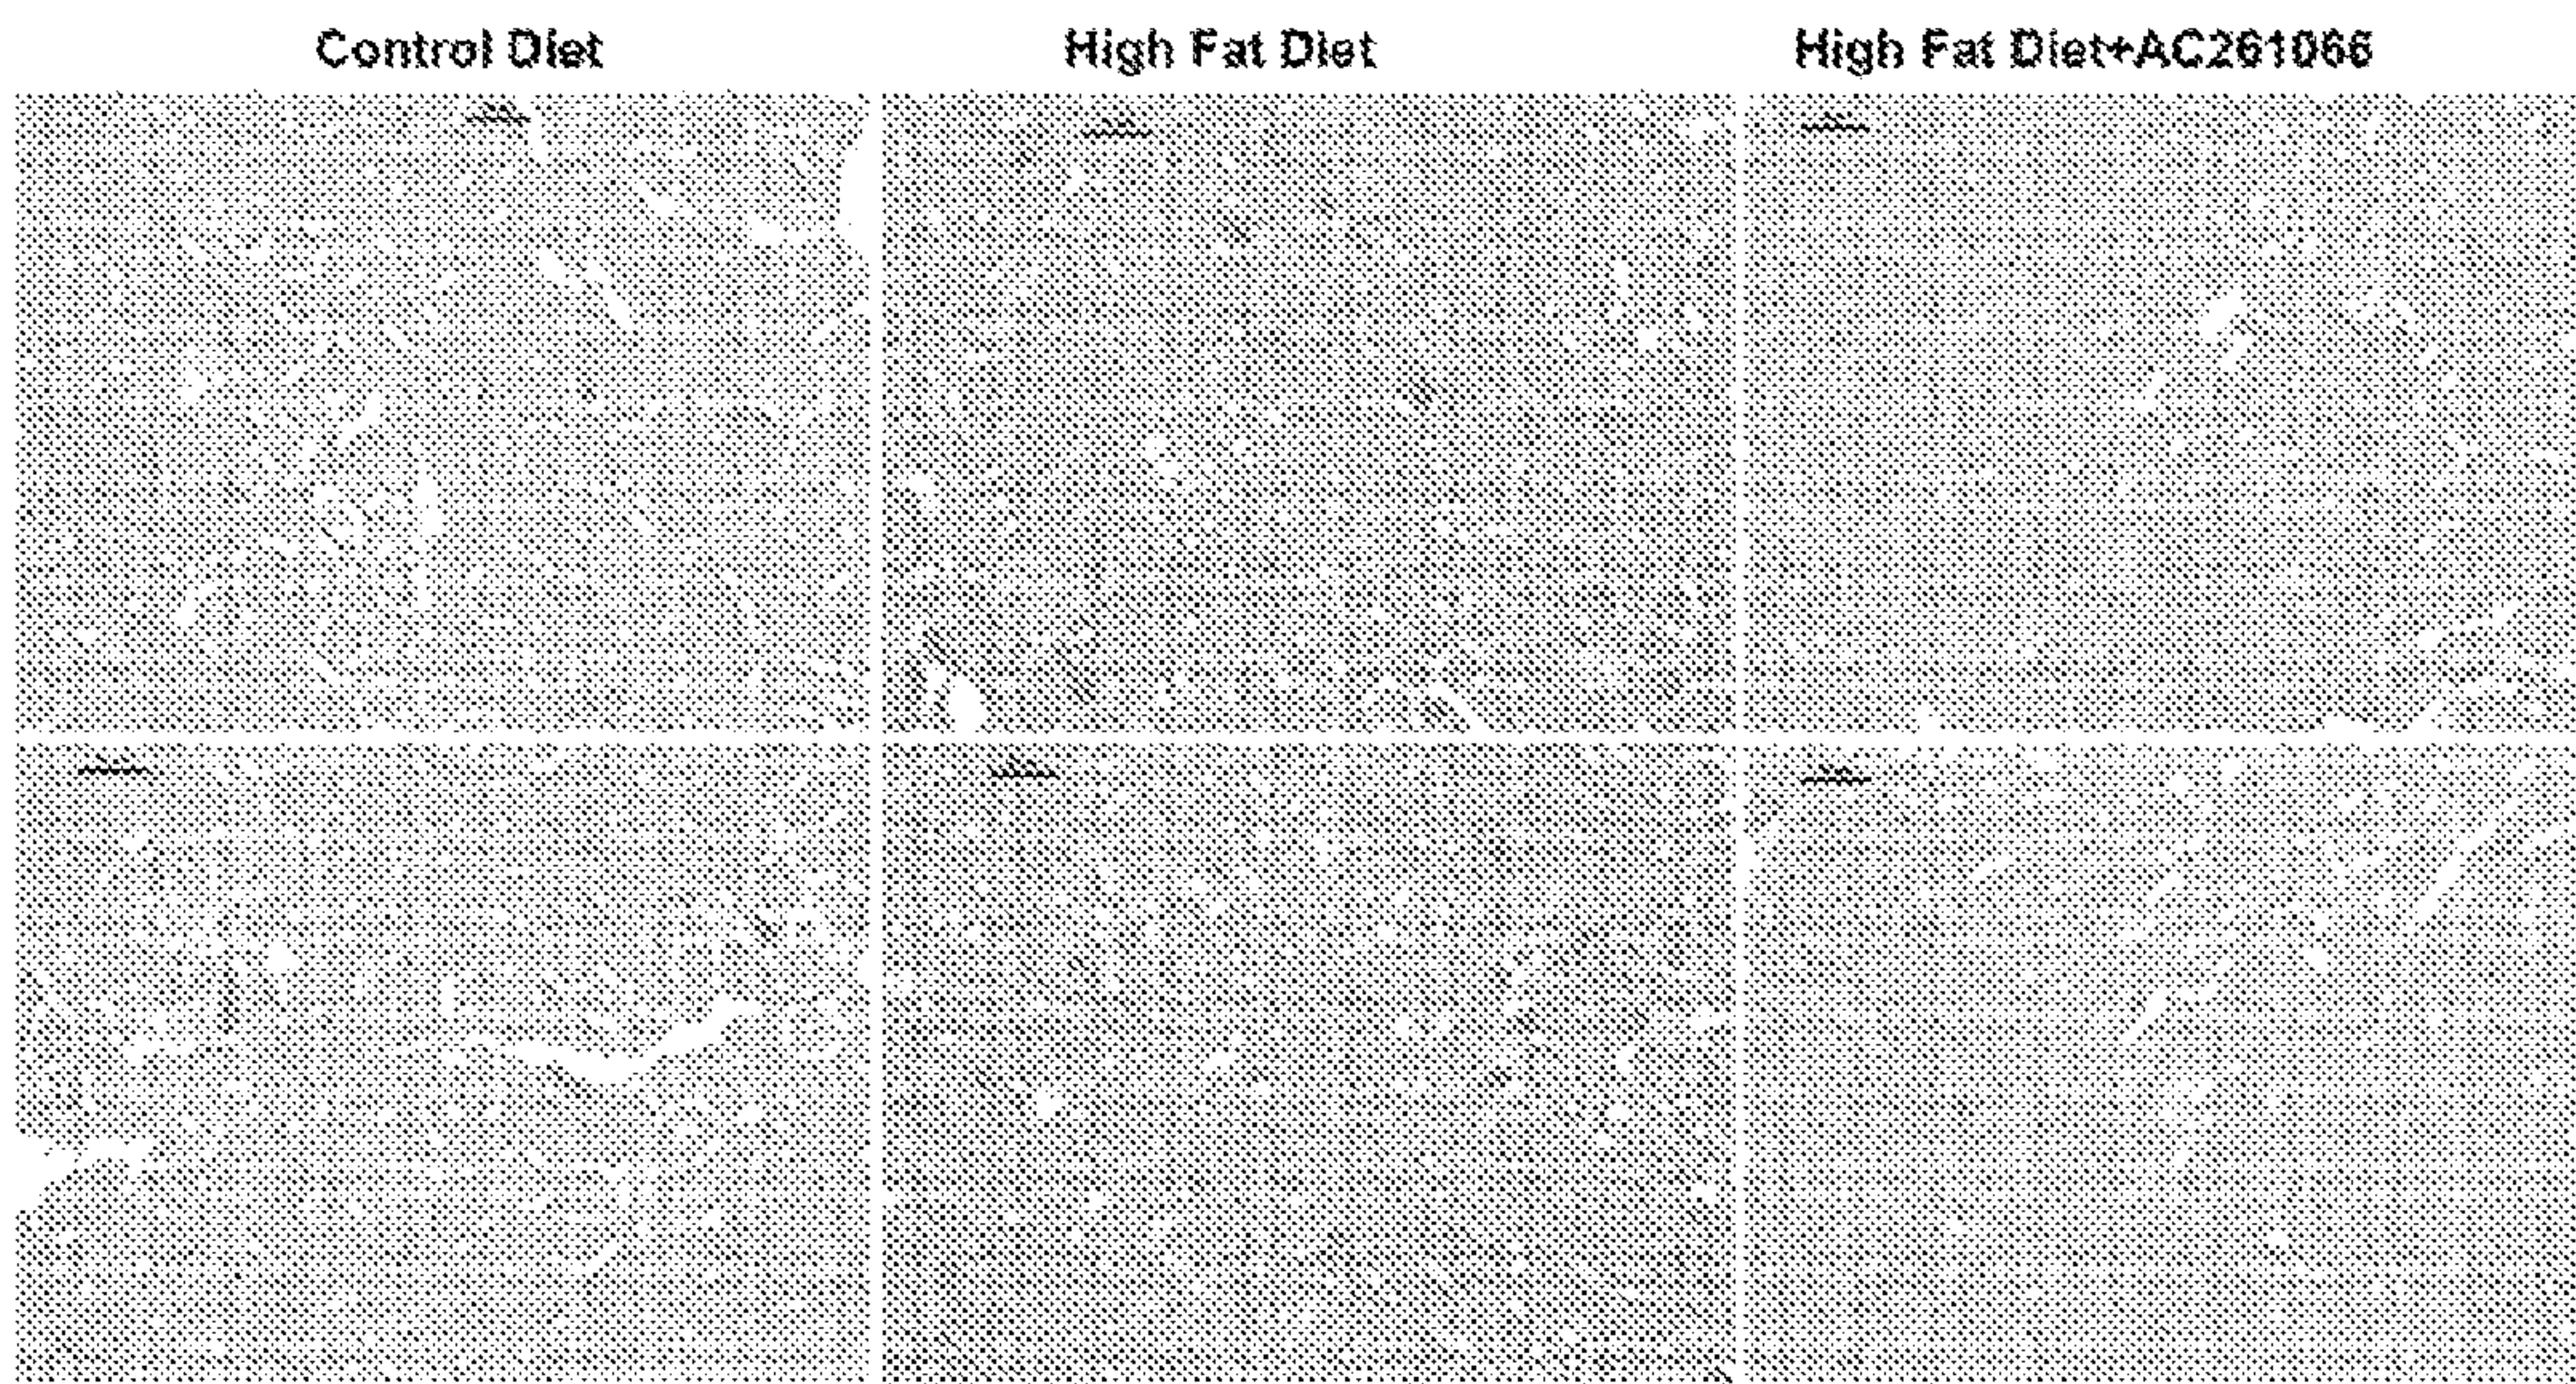 Control Diet
High Fat Diet
High Fat Diet+AC261066